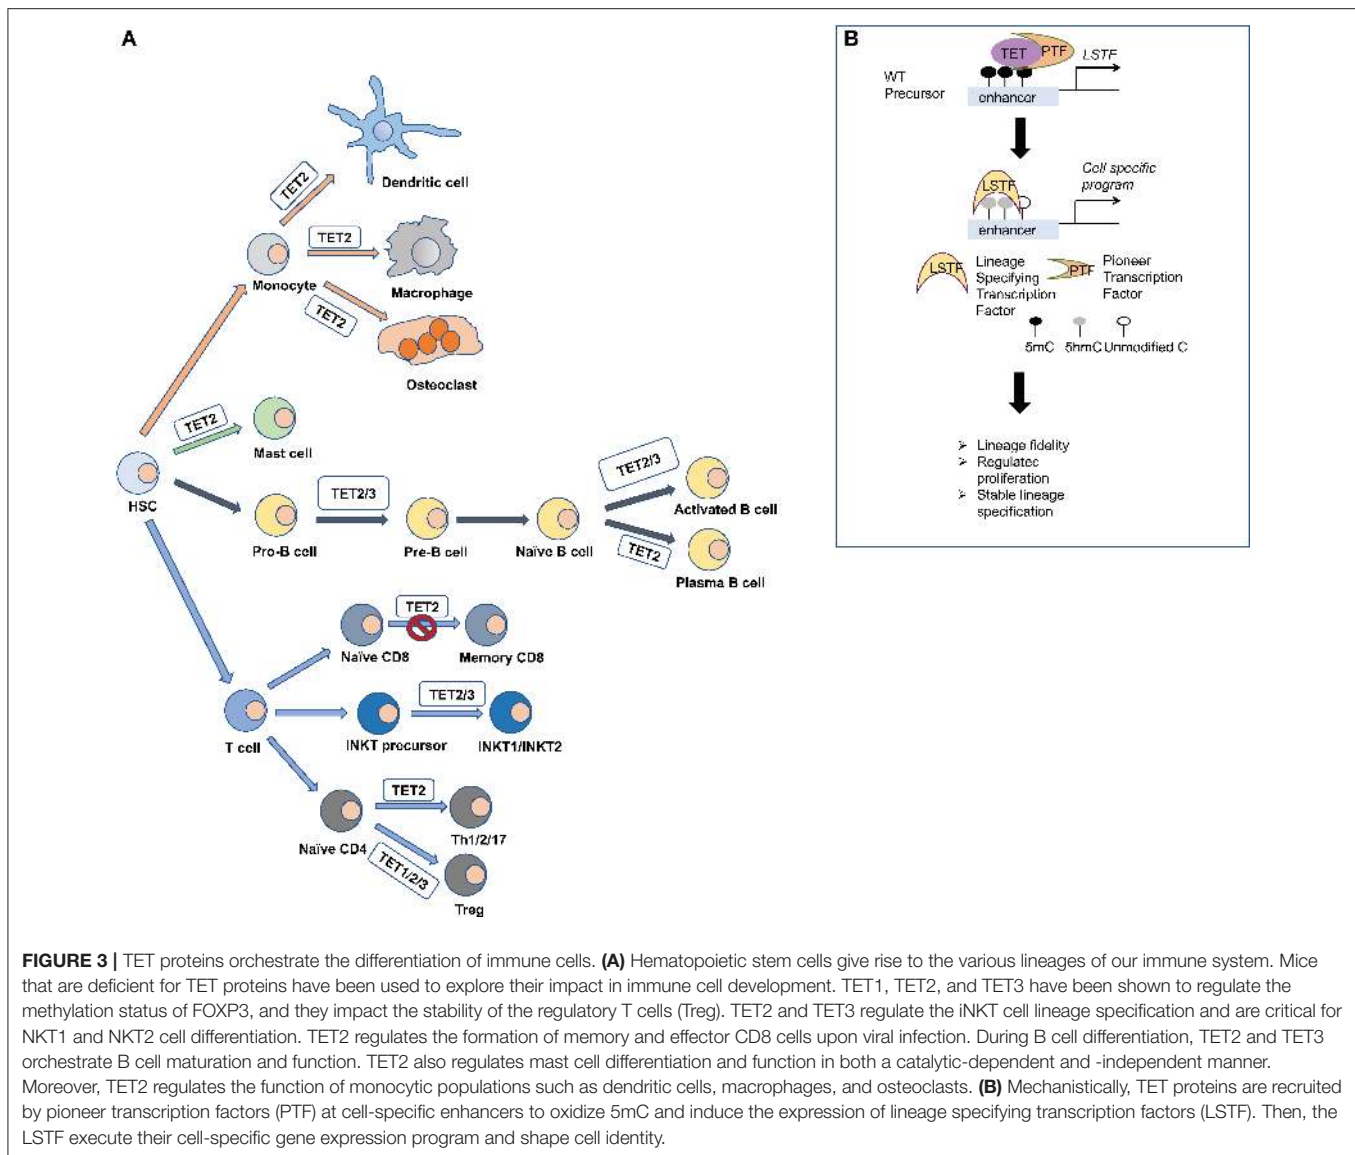 A
Dendritic cell
TET2
TET2
Monocyte
Macrophage
TET2
Osteoclast
TET2
Mast cell
HSC
TET2/3
Pro-B cell
Pre-B cell
Naïve B cell
TET2/3
Activated B cell
TET2
Plasma B cell
TET2
Naïve CD8
Memory CD8
TET2/3
T cell
INKT precursor
INKT1/INKT2
TET2
Naïve CD4
Th1/2/17
TET1/2/3
Treg
B
TET
PTF
LSTF
WT
Precursor
enhancer
Cell specific
program
LSTF
enhancer
LSTF
Lineage
Specifying
Transcription
Factor
PTF
Pioneer
Transcription
Factor
5mC 5hmC Unmodified C
➢ Lineage fidelity
➢ Regulated
proliferation
➢ Stable lineage
specification
FIGURE 3 | TET proteins orchestrate the differentiation of immune cells. (A) Hematopoietic stem cells give rise to the various lineages of our immune system. Mice
that are deficient for TET proteins have been used to explore their impact in immune cell development. TET1, TET2, and TET3 have been shown to regulate the
methylation status of FOXP3, and they impact the stability of the regulatory T cells (Treg). TET2 and TET3 regulate the iNKT cell lineage specification and are critical for
NKT1 and NKT2 cell differentiation. TET2 regulates the formation of memory and effector CD8 cells upon viral infection. During B cell differentiation, TET2 and TET3
orchestrate B cell maturation and function. TET2 also regulates mast cell differentiation and function in both a catalytic-dependent and -independent manner.
Moreover, TET2 regulates the function of monocytic populations such as dendritic cells, macrophages, and osteoclasts. (B) Mechanistically, TET proteins are recruited
by pioneer transcription factors (PTF) at cell-specific enhancers to oxidize 5mC and induce the expression of lineage specifying transcription factors (LSTF). Then, the
LSTF execute their cell-specific gene expression program and shape cell identity.